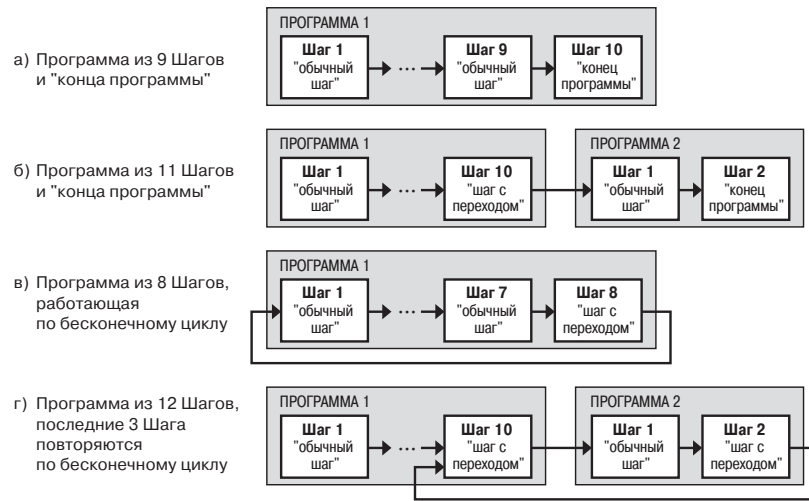 а) Программа из 9 Шагов
и "конца программы"
ПРОГРАММА 1
Шаг 1
"обычный
шаг"
...
Шаг 9
"обычный
шаг"
Шаг 10
"конец
программы"
б) Программа из 11 Шагов
и "конца программы"
ПРОГРАММА 1
Шаг 1
"обычный
шаг"
...
Шаг 10
"шаг с
переходом"
ПРОГРАММА 2
Шаг 1
"обычный
шаг"
Шаг 2
"конец
программы"
в) Программа из 8 Шагов,
работающая
по бесконечному циклу
ПРОГРАММА 1
Шаг 1
"обычный
шаг"
...
Шаг 7
"обычный
шаг"
Шаг 8
"шаг с
переходом"
г) Программа из 12 Шагов,
последние 3 Шага
повторяются
по бесконечному циклу
ПРОГРАММА 1
Шаг 1
"обычный
шаг"
...
Шаг 10
"шаг с
переходом"
ПРОГРАММА 2
Шаг 1
"обычный
шаг"
Шаг 2
"шаг с
переходом"